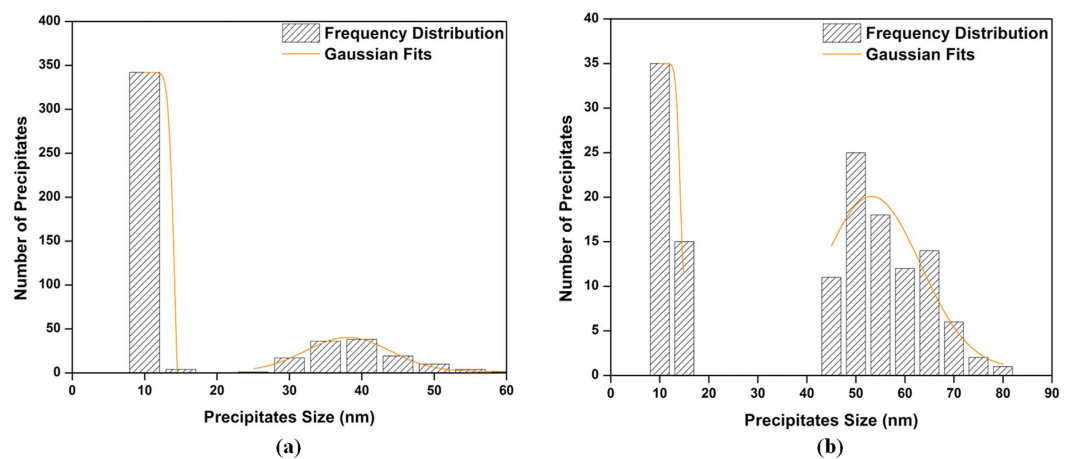 Frequency Distribution
Gaussian Fits
Number of Precipitates
400
350
300
250
200
150
100
50
0
0 10 20 30 40 50 60
Precipitates Size (nm)
(a)
Frequency Distribution
Gaussian Fits
Number of Precipitates
40
35
30
25
20
15
10
5
0
0 10 20 30 40 50 60 70 80 90
Precipitates Size (nm)
(b)